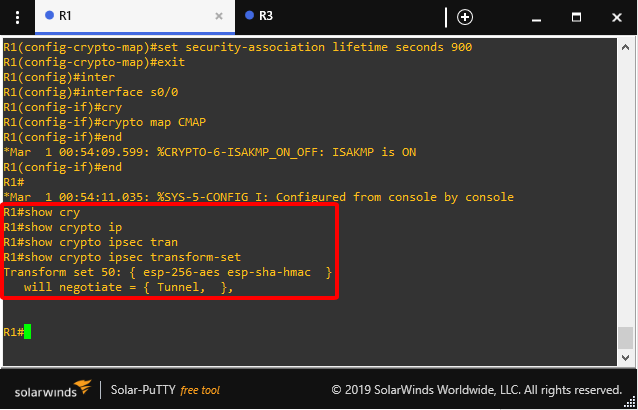 R1
R3
R1(config-crypto-map)#set security-association lifetime seconds 900
R1(config-crypto-map)#exit
R1(config)#inter
R1(config)#interface s0/0
R1(config-if)#cry
R1(config-if)#crypto map CMAP
R1(config-if)#end
*Mar  1 00:54:09.599: %CRYPTO-6-ISAKMP_ON_OFF: ISAKMP is ON
R1(config-if)#end
R1#
*Mar  1 00:54:11.035: %SYS-5-CONFIG_I: Configured from console by console
R1#show cry
R1#show crypto ip
R1#show crypto ipsec tran
R1#show crypto ipsec transform-set
Transform set 50: { esp-256-aes esp-sha-hmac  }
   will negotiate = { Tunnel,  },
R1#
solarwinds
Solar-PuTTY free tool
© 2019 SolarWinds Worldwide, LLC. All rights reserved.